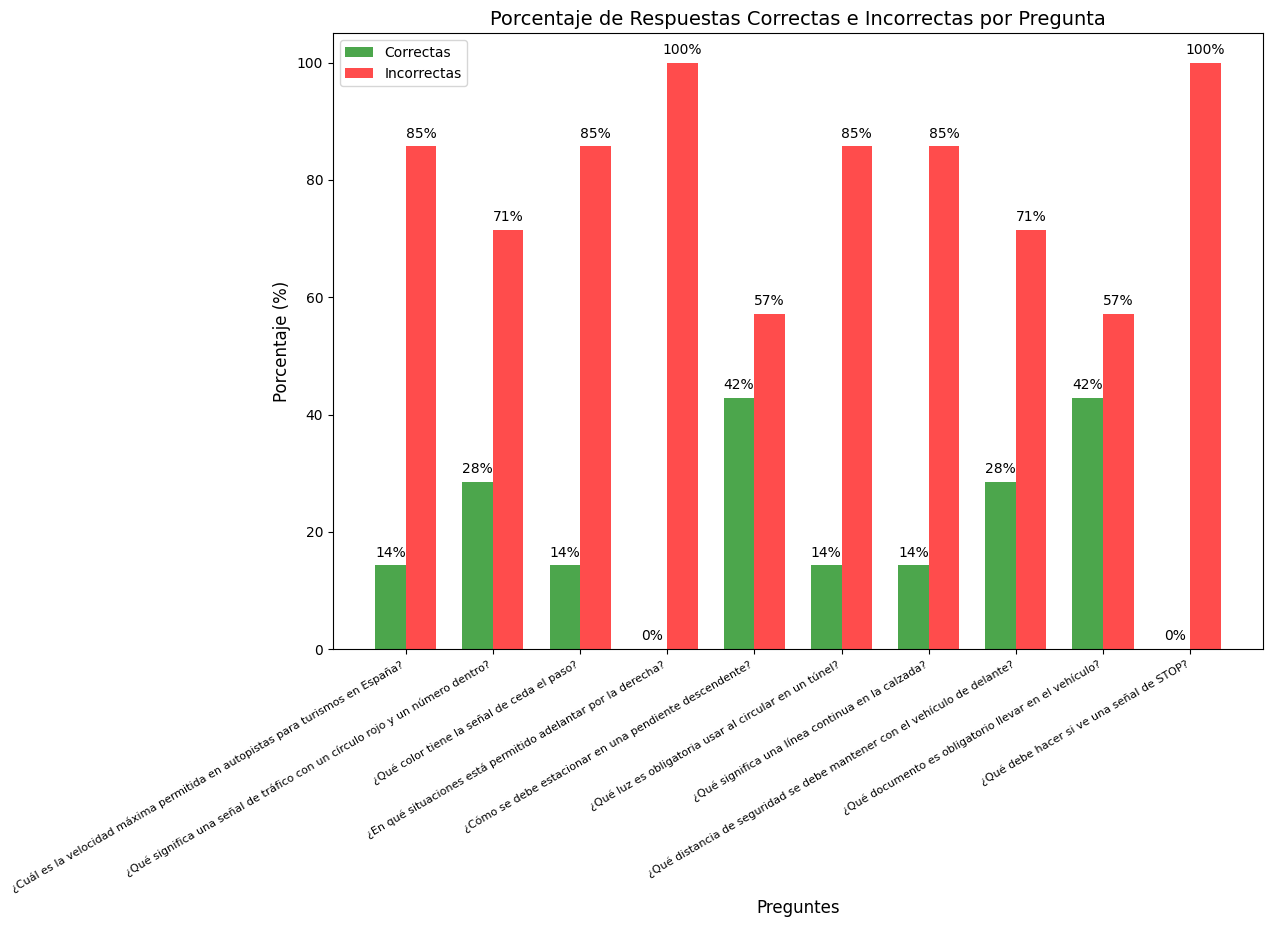 Porcentaje de Respuestas Correctas e Incorrectas por Pregunta
Correctas
Incorrectas
Porcentaje (%)
100
80
60
40
20
0
14%
85%
28%
71%
14%
85%
0%
100%
42%
57%
14%
85%
14%
85%
28%
71%
42%
57%
0%
100%
¿Cuál es la velocidad máxima permitida en autopistas para turismos en España?
¿Qué significa una señal de tráfico con un círculo rojo y un número dentro?
¿Qué color tiene la señal de ceda el paso?
¿En qué situaciones está permitido adelantar por la derecha?
¿Cómo se debe estacionar en una pendiente descendente?
¿Qué luz es obligatoria usar al circular en un túnel?
¿Qué significa una línea continua en la calzada?
¿Qué distancia de seguridad se debe mantener con el vehículo de delante?
¿Qué documento es obligatorio llevar en el vehículo?
¿Qué debe hacer si ve una señal de STOP?
Preguntes